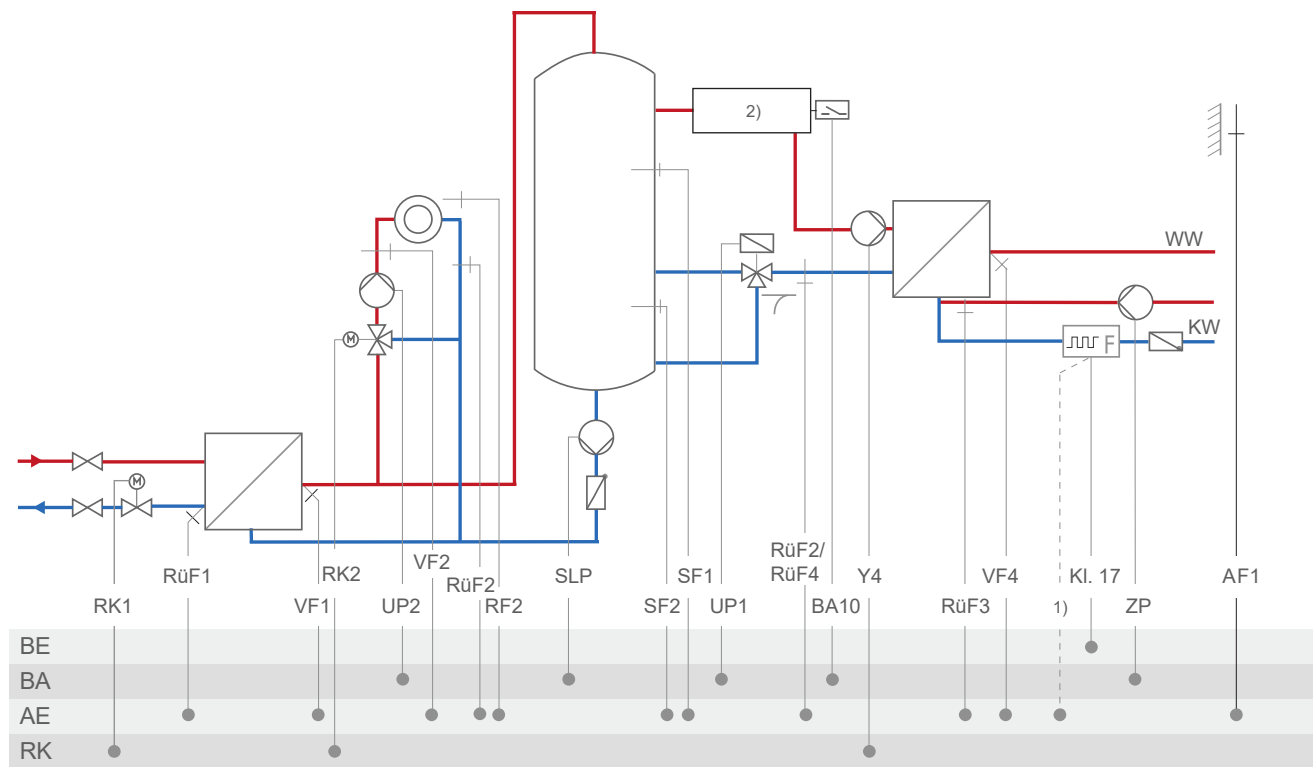 2)
WW
KW
F
M
M
RüF1
RK2
VF2
RüF2
SLP
SF1
RüF2/
RüF4
Y4
VF4
Kl. 17
AF1
RK1
VF1
UP2
RF2
SF2
UP1
BA10
RüF3
1)
ZP
BE
BA
AE
RK